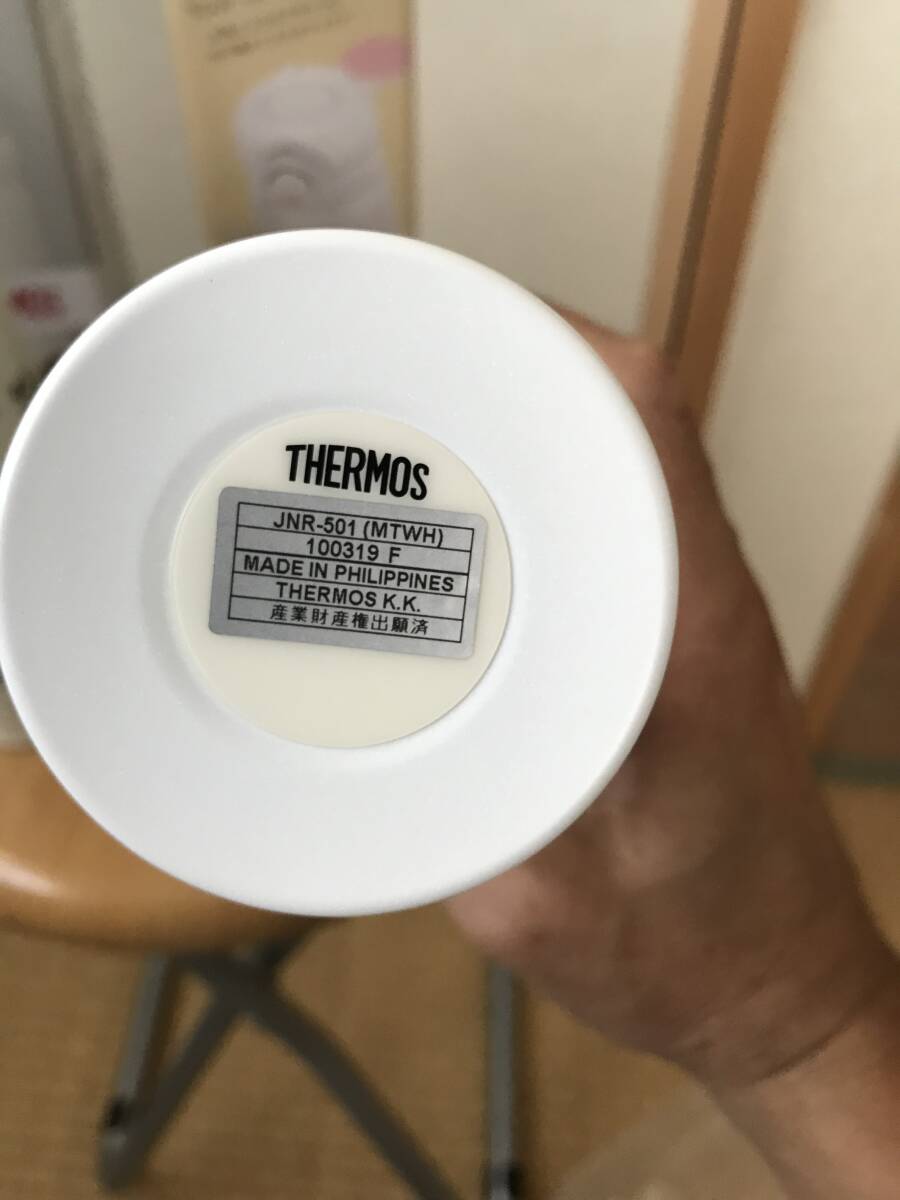 THERMOS
JNR-501 (MTWH)
100319 F
MADE IN PHILIPPINES
THERMOS K.K.
産業財産権出願済